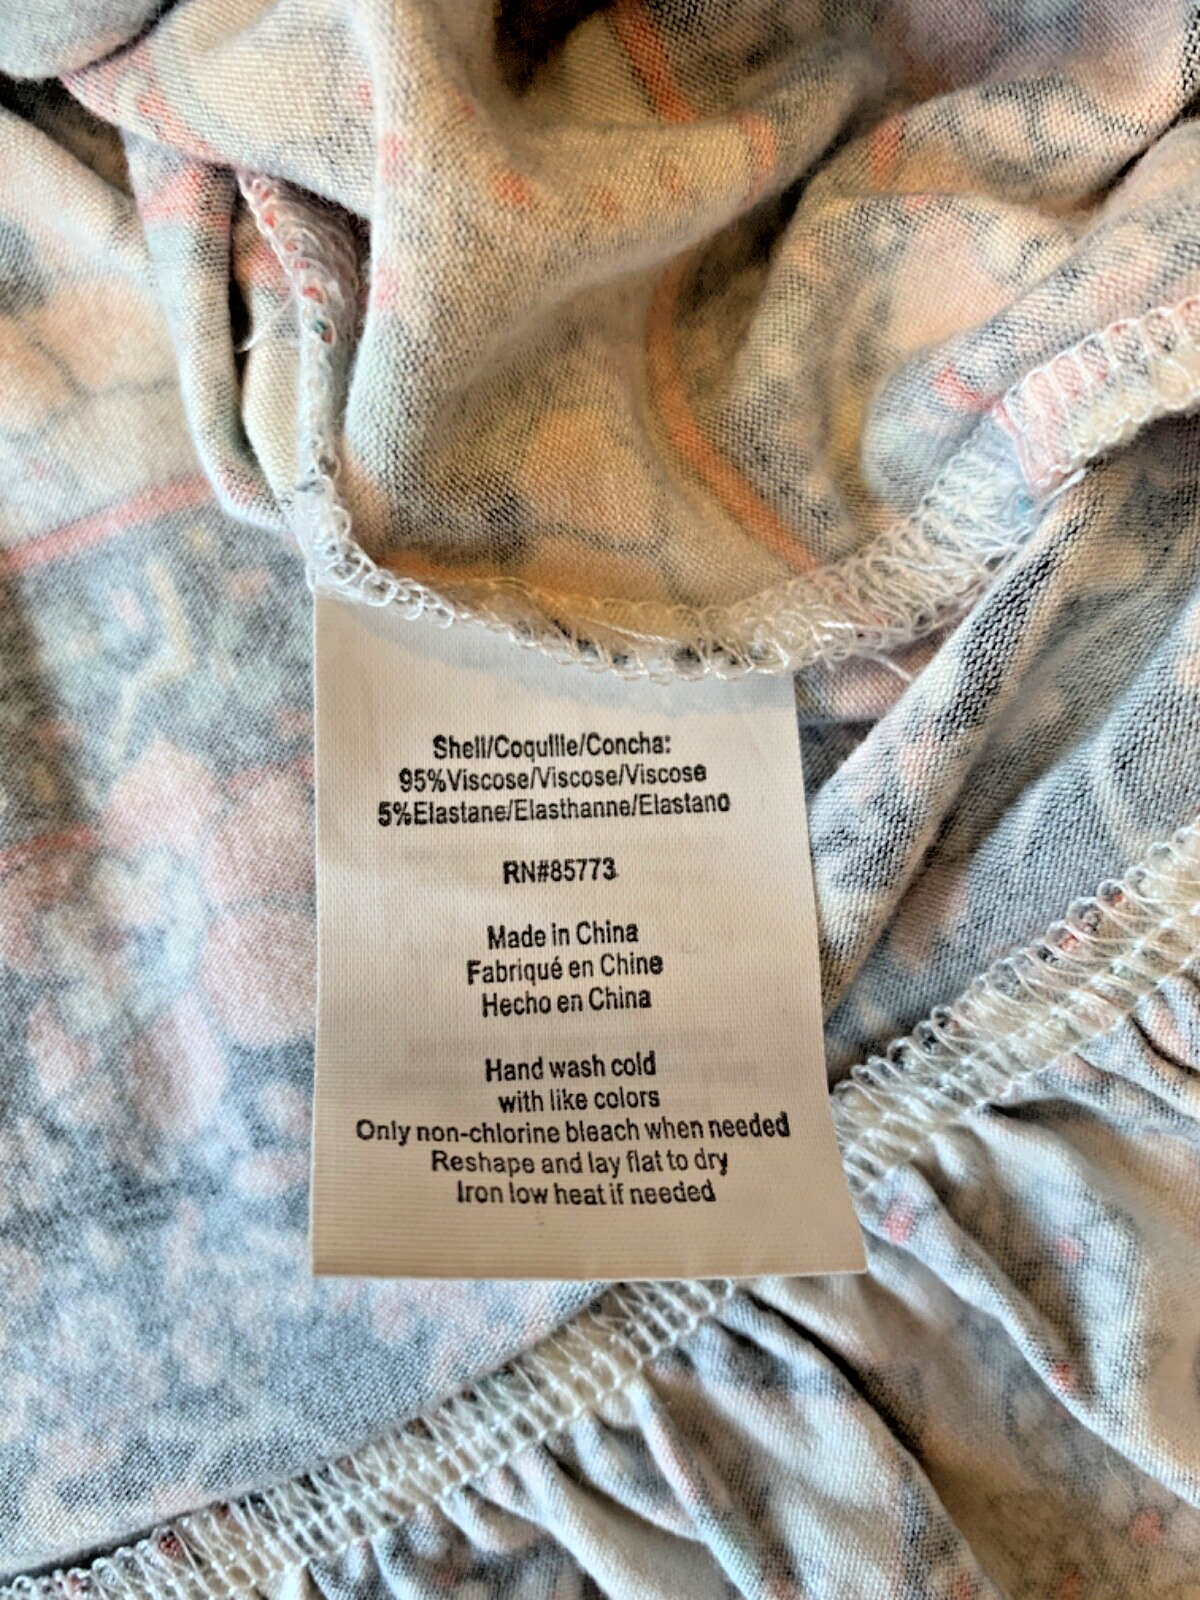 Shell/Coquille/Concha:
95%Viscose/Viscose/Viscose
5%Elastane/Elasthanne/Elastano
RN#85773
Made in China
Fabriqué en Chine
Hecho en China
Hand wash cold
with like colors
Only non-chlorine bleach when needed
Reshape and lay flat to dry
Iron low heat if needed